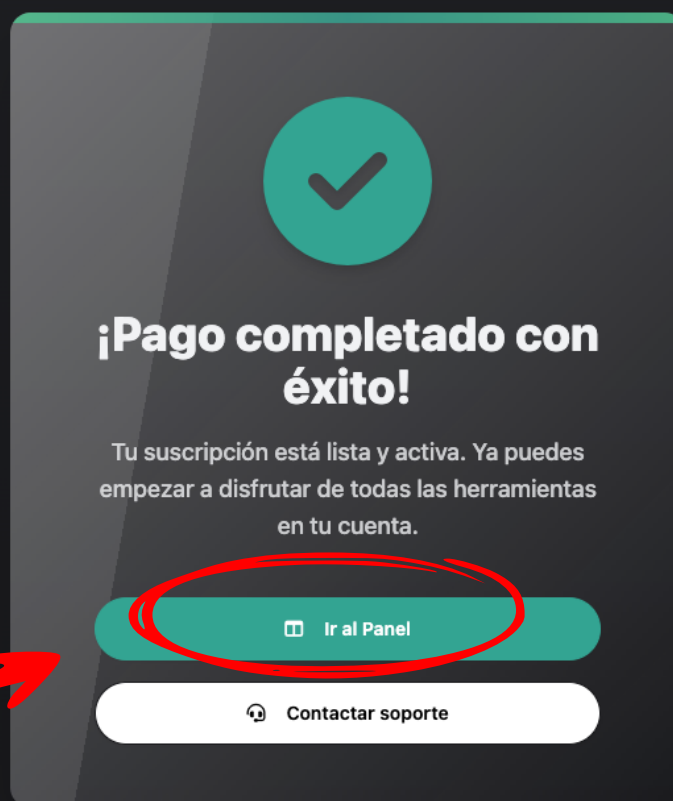 ¡Pago completado con
éxito!
Tu suscripción está lista y activa. Ya puedes
empezar a disfrutar de todas las herramientas
en tu cuenta.
Ir al Panel
Contactar soporte